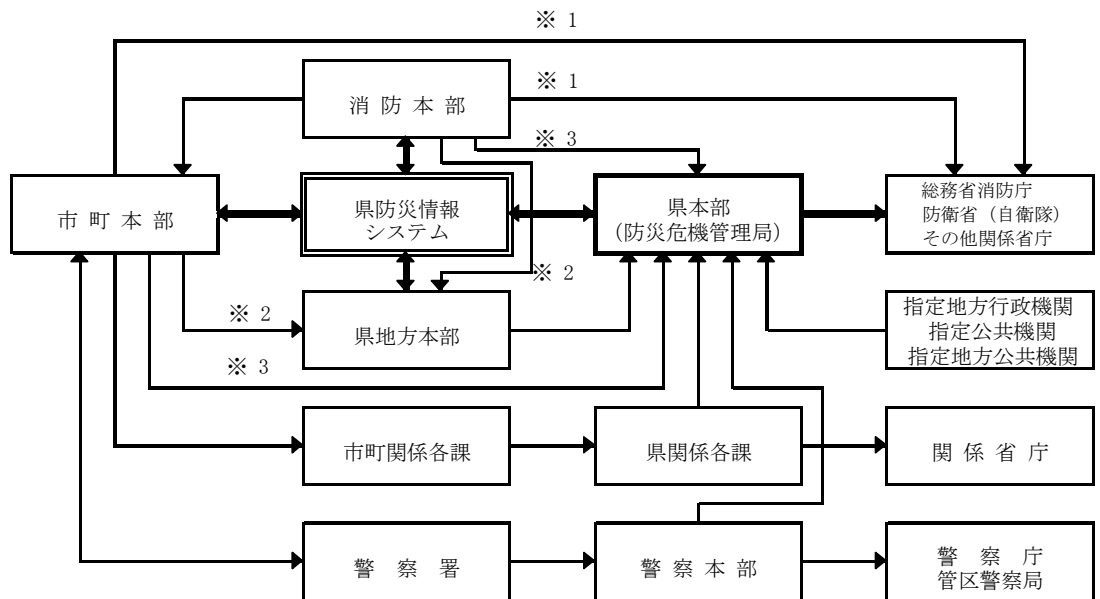 ※ 1
消 防 本 部
※ 1
※ 3
市 町 本 部
県防災情報
システム
県本部
（防災危機管理局）
総務省消防庁
防衛省（自衛隊）
その他関係省庁
※ 2
※ 2
県地方本部
指定地方行政機関
指定公共機関
指定地方公共機関
※ 3
市町関係各課
県関係各課
関 係 省 庁
警 察 署
警 察 本 部
警 察 庁
管区警察局